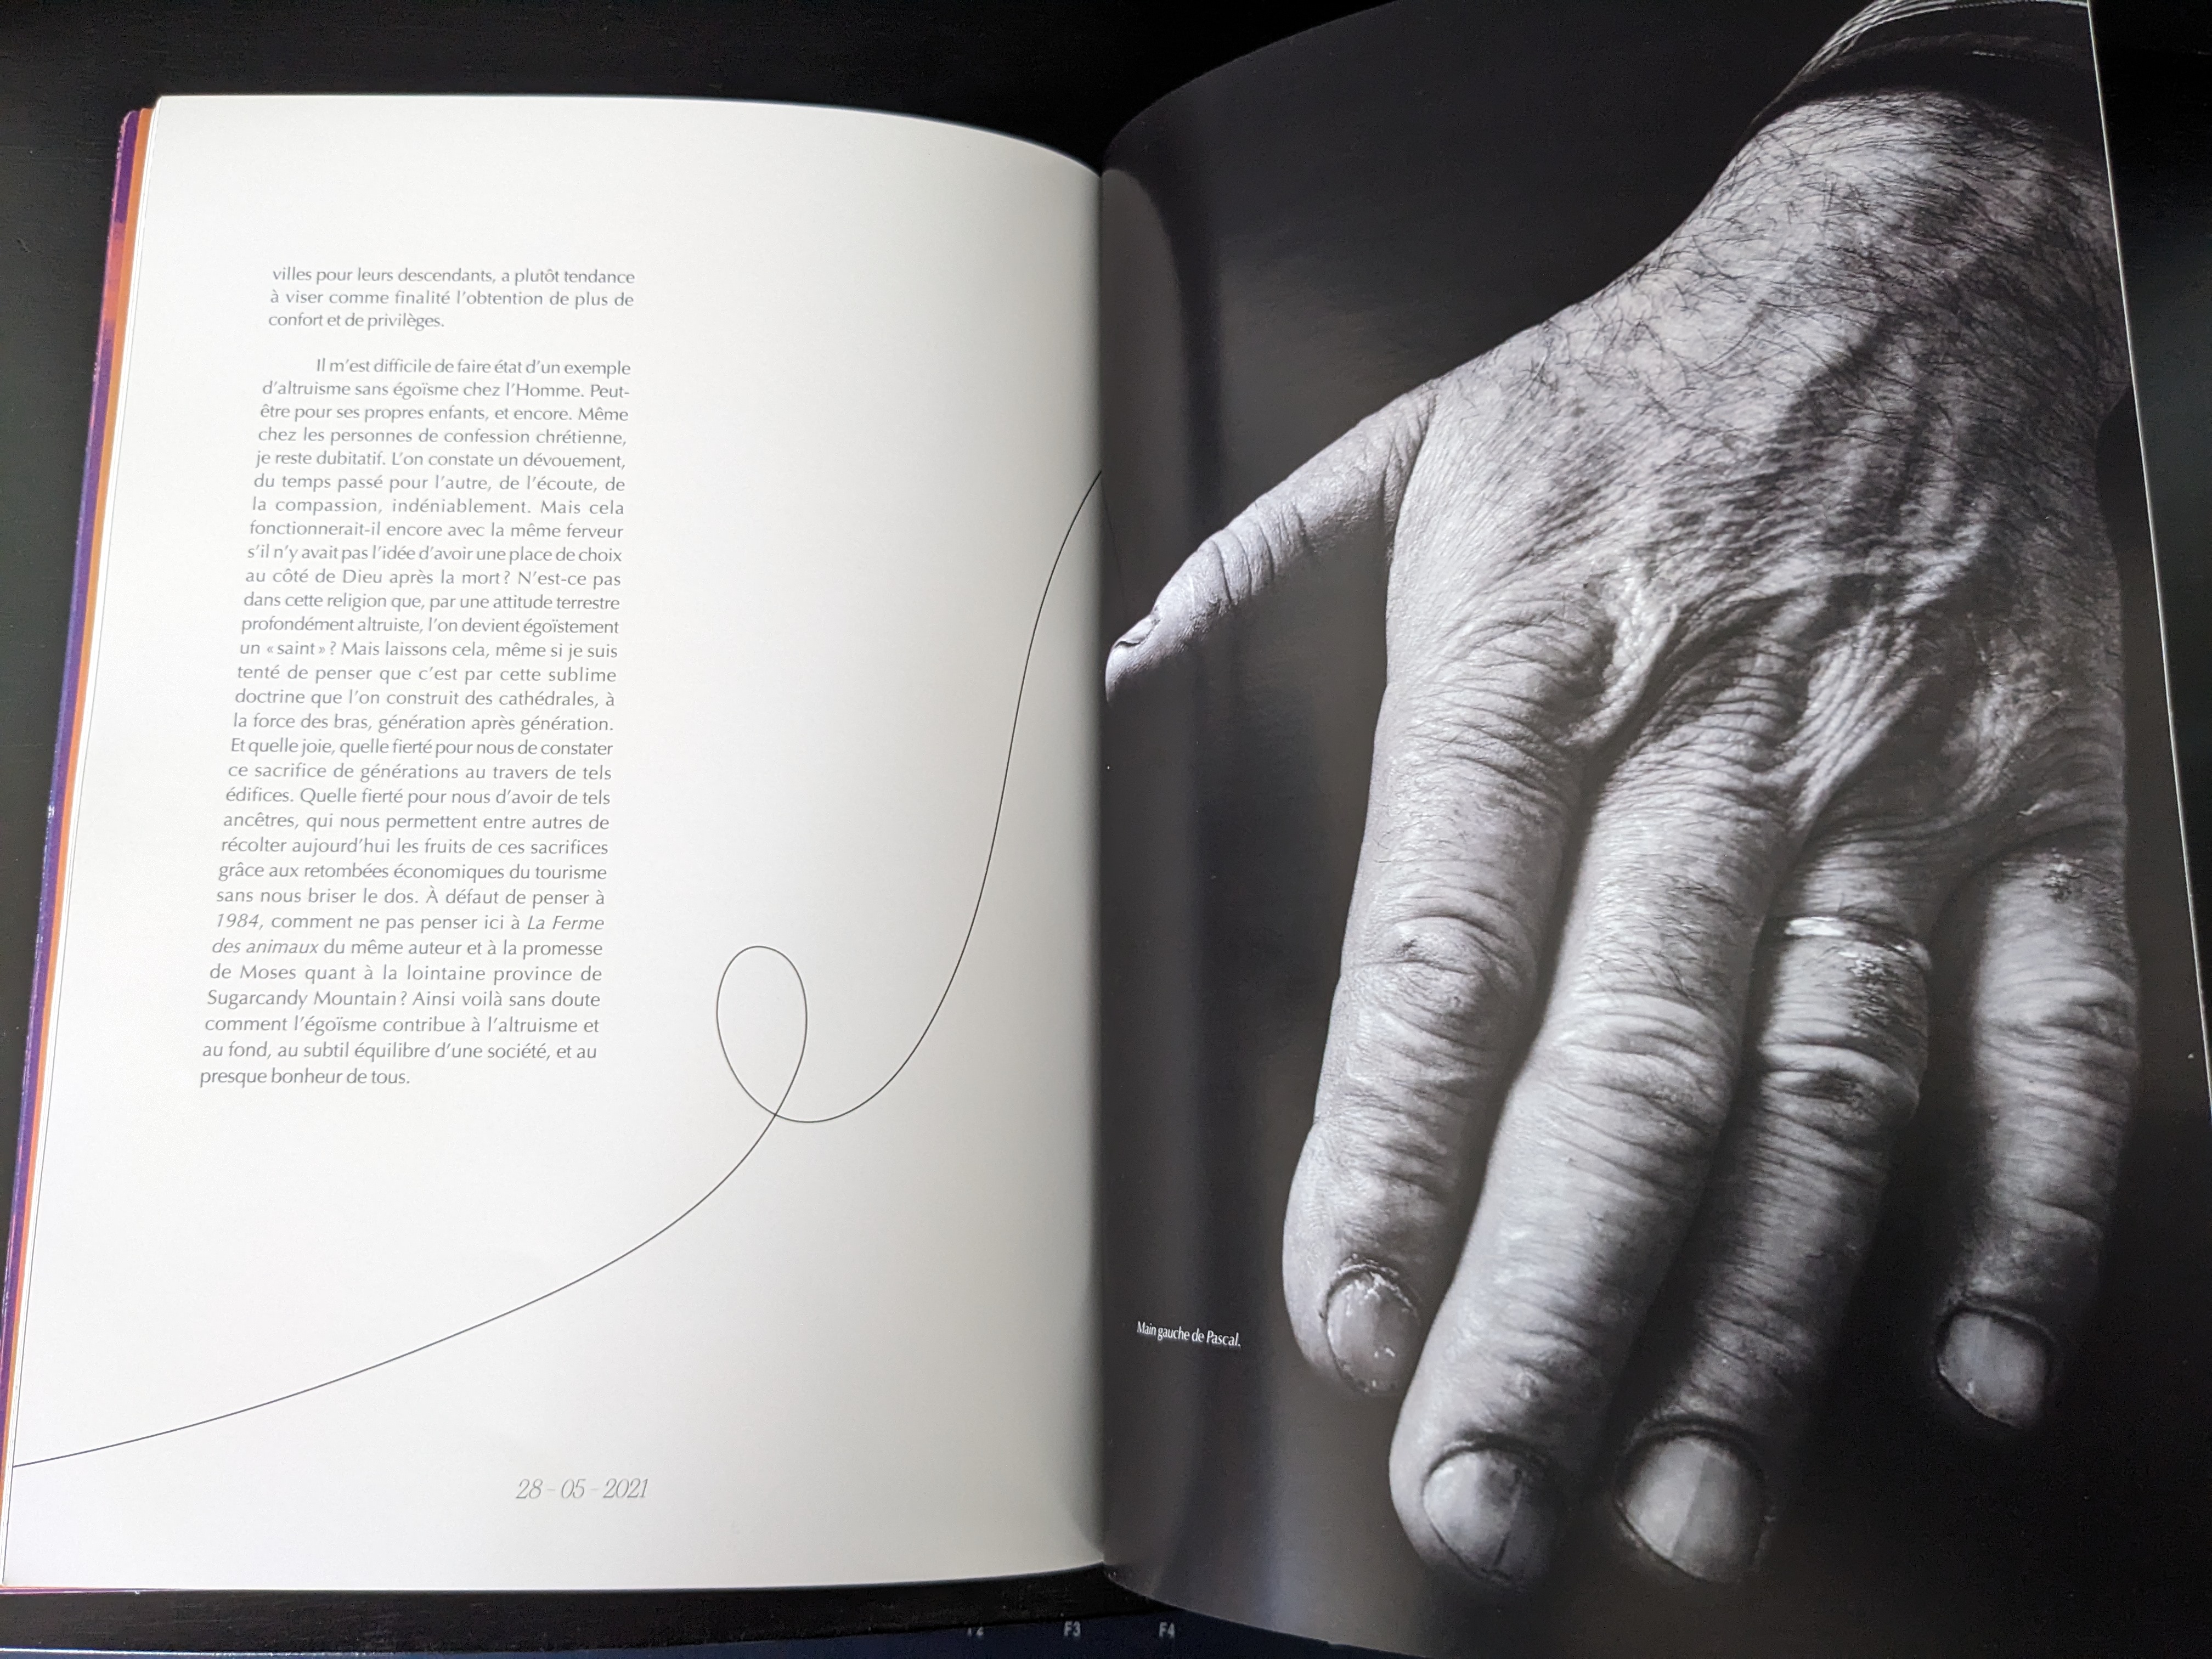 villes pour leurs descendants, a plutôt tendance
à viser comme finalité l'obtention de plus de
confort et de privilèges.
Il m'est difficile de faire état d'un exemple
d'altruisme sans égoïsme chez l'Homme. Peut-
être pour ses propres enfants, et encore. Même
chez les personnes de confession chrétienne,
je reste dubitatif. L'on constate un dévouement,
du temps passé pour l'autre, de l'écoute, de
la compassion, indéniablement. Mais cela
fonctionnerait-il encore avec la même ferveur
s'il n'y avait pas l'idée d'avoir une place de choix
au côté de Dieu après la mort ? N'est-ce pas
dans cette religion que, par une attitude terrestre
profondément altruiste, l'on devient égoïstement
un « saint » ? Mais laissons cela, même si je suis
tenté de penser que c'est par cette sublime
doctrine que l'on construit des cathédrales, à
la force des bras, génération après génération.
Et quelle joie, quelle fierté pour nous de constater
ce sacrifice de générations au travers de tels
édifices. Quelle fierté pour nous d'avoir de tels
ancêtres, qui nous permettent entre autres de
récolter aujourd'hui les fruits de ces sacrifices
grâce aux retombées économiques du tourisme
sans nous briser le dos. À défaut de penser à
1984, comment ne pas penser ici à La Ferme
des animaux du même auteur et à la promesse
de Moses quant à la lointaine province de
Sugarcandy Mountain ? Ainsi voilà sans doute
comment l'égoïsme contribue à l'altruisme et
au fond, au subtil équilibre d'une société, et au
presque bonheur de tous.
28 - 05 - 2021
Main gauche de Pascal.
F3
F4